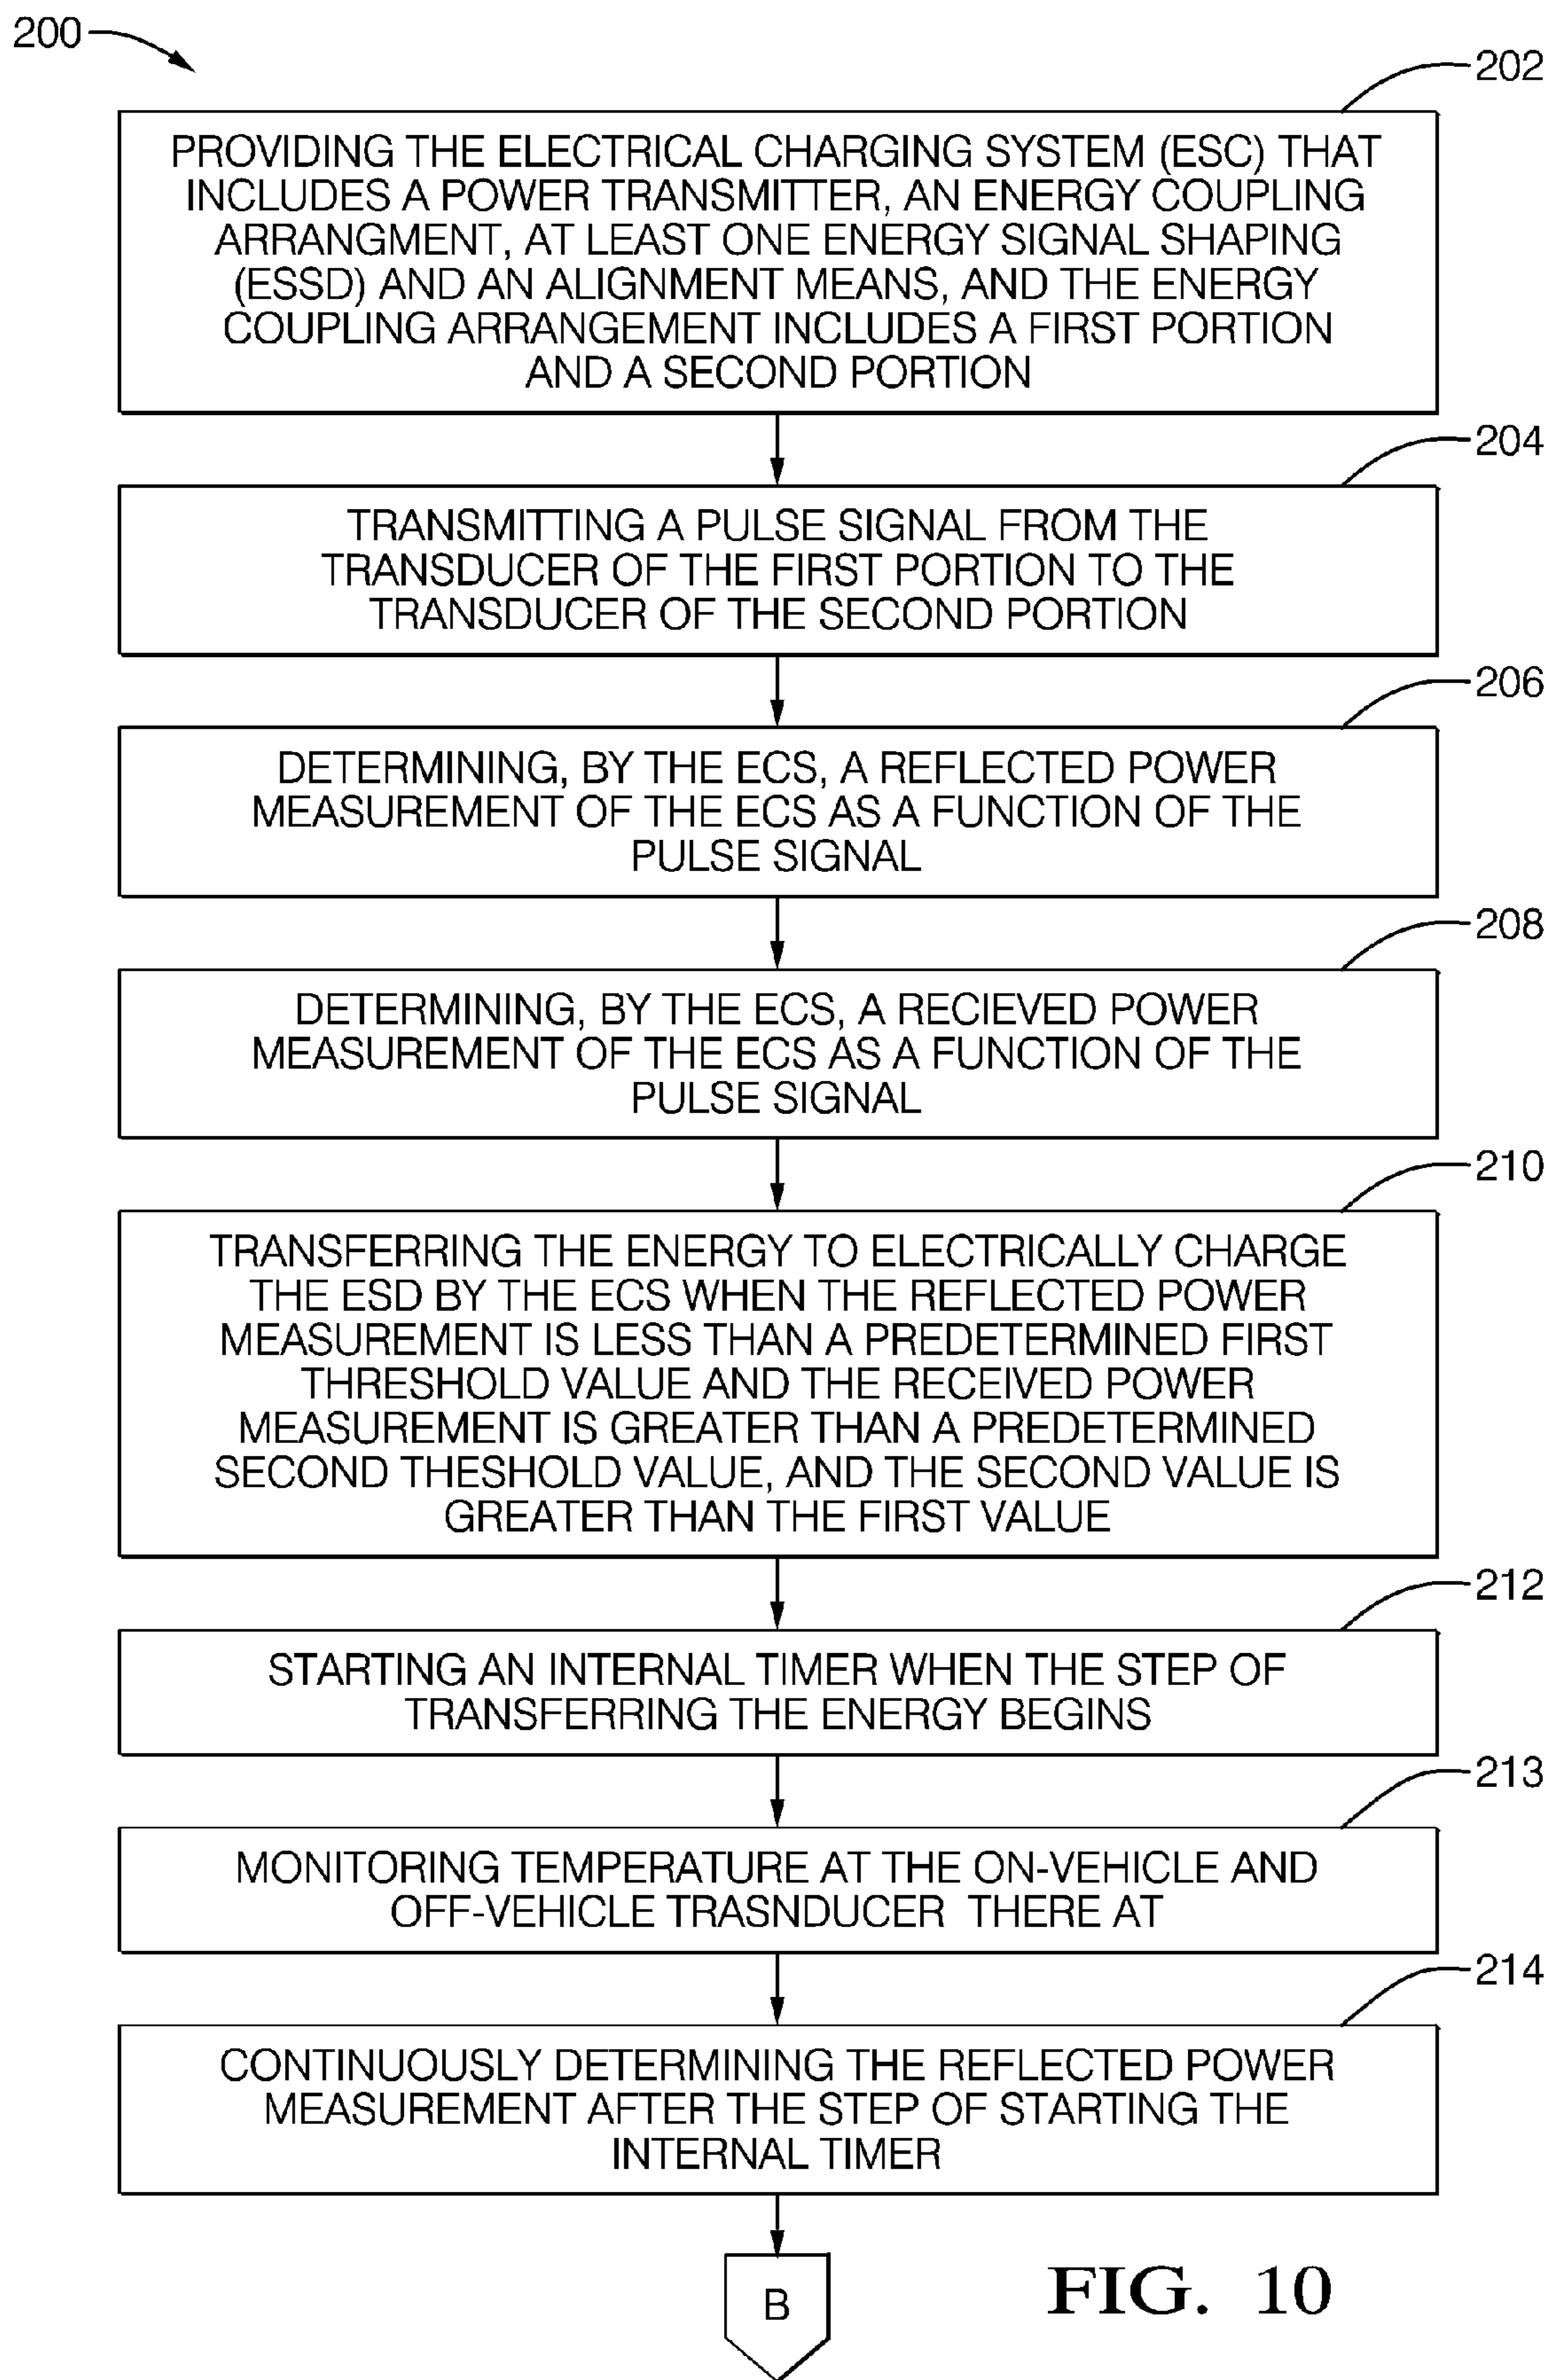 200
202
PROVIDING THE ELECTRICAL CHARGING SYSTEM (ESC) THAT
INCLUDES A POWER TRANSMITTER, AN ENERGY COUPLING
ARRANGMENT, AT LEAST ONE ENERGY SIGNAL SHAPING
(ESSD) AND AN ALIGNMENT MEANS, AND THE ENERGY
COUPLING ARRANGEMENT INCLUDES A FIRST PORTION
AND A SECOND PORTION
204
TRANSMITTING A PULSE SIGNAL FROM THE
TRANSDUCER OF THE FIRST PORTION TO THE
TRANSDUCER OF THE SECOND PORTION
206
DETERMINING, BY THE ECS, A REFLECTED POWER
MEASUREMENT OF THE ECS AS A FUNCTION OF THE
PULSE SIGNAL
208
DETERMINING, BY THE ECS, A RECIEVED POWER
MEASUREMENT OF THE ECS AS A FUNCTION OF THE
PULSE SIGNAL
210
TRANSFERRING THE ENERGY TO ELECTRICALLY CHARGE
THE ESD BY THE ECS WHEN THE REFLECTED POWER
MEASUREMENT IS LESS THAN A PREDETERMINED FIRST
THRESHOLD VALUE AND THE RECEIVED POWER
MEASUREMENT IS GREATER THAN A PREDETERMINED
SECOND THESHOLD VALUE, AND THE SECOND VALUE IS
GREATER THAN THE FIRST VALUE
212
STARTING AN INTERNAL TIMER WHEN THE STEP OF
TRANSFERRING THE ENERGY BEGINS
213
MONITORING TEMPERATURE AT THE ON-VEHICLE AND
OFF-VEHICLE TRASNDUCER THERE AT
214
CONTINUOUSLY DETERMINING THE REFLECTED POWER
MEASUREMENT AFTER THE STEP OF STARTING THE
INTERNAL TIMER
B
FIG. 10